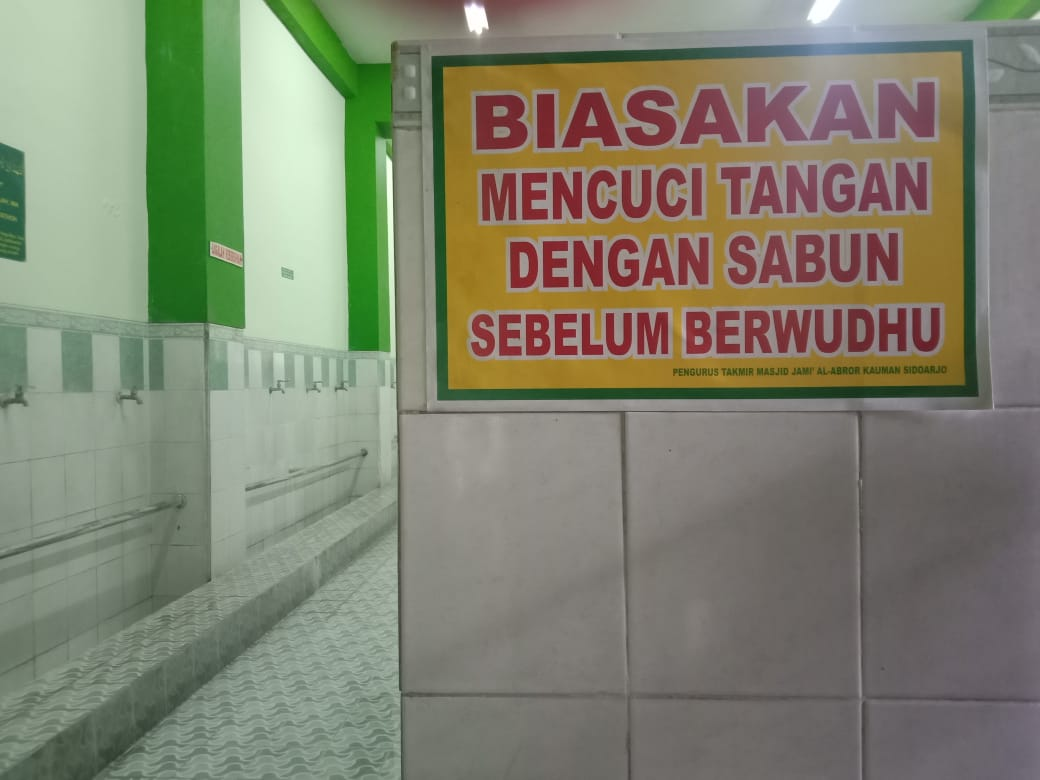 BIASAKAN
MENCUCI TANGAN
DENGAN SABUN
SEBELUM BERWUDHU
PENGURUS TAKMIR MASJID JAMI' AL-ABROR KAUMAN SIDOARJO